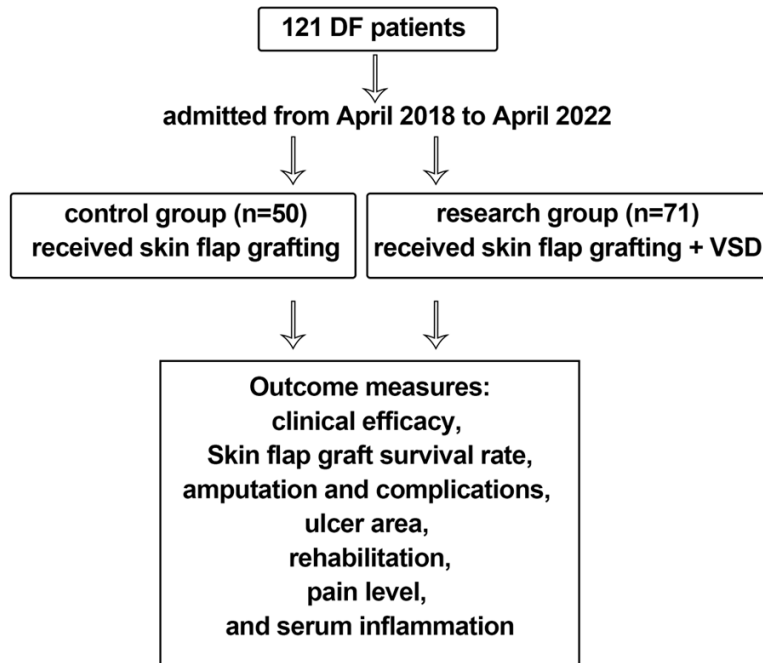 121 DF patients
admitted from April 2018 to April 2022
control group (n=50)
received skin flap grafting
research group (n=71)
received skin flap grafting + VSD
Outcome measures:
clinical efficacy,
Skin flap graft survival rate,
amputation and complications,
ulcer area,
rehabilitation,
pain level,
and serum inflammation